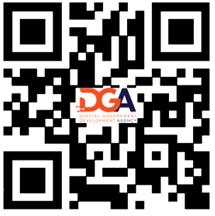 DGA
DIGITAL GOVERNMENT
DEVELOPMENT AGENCY